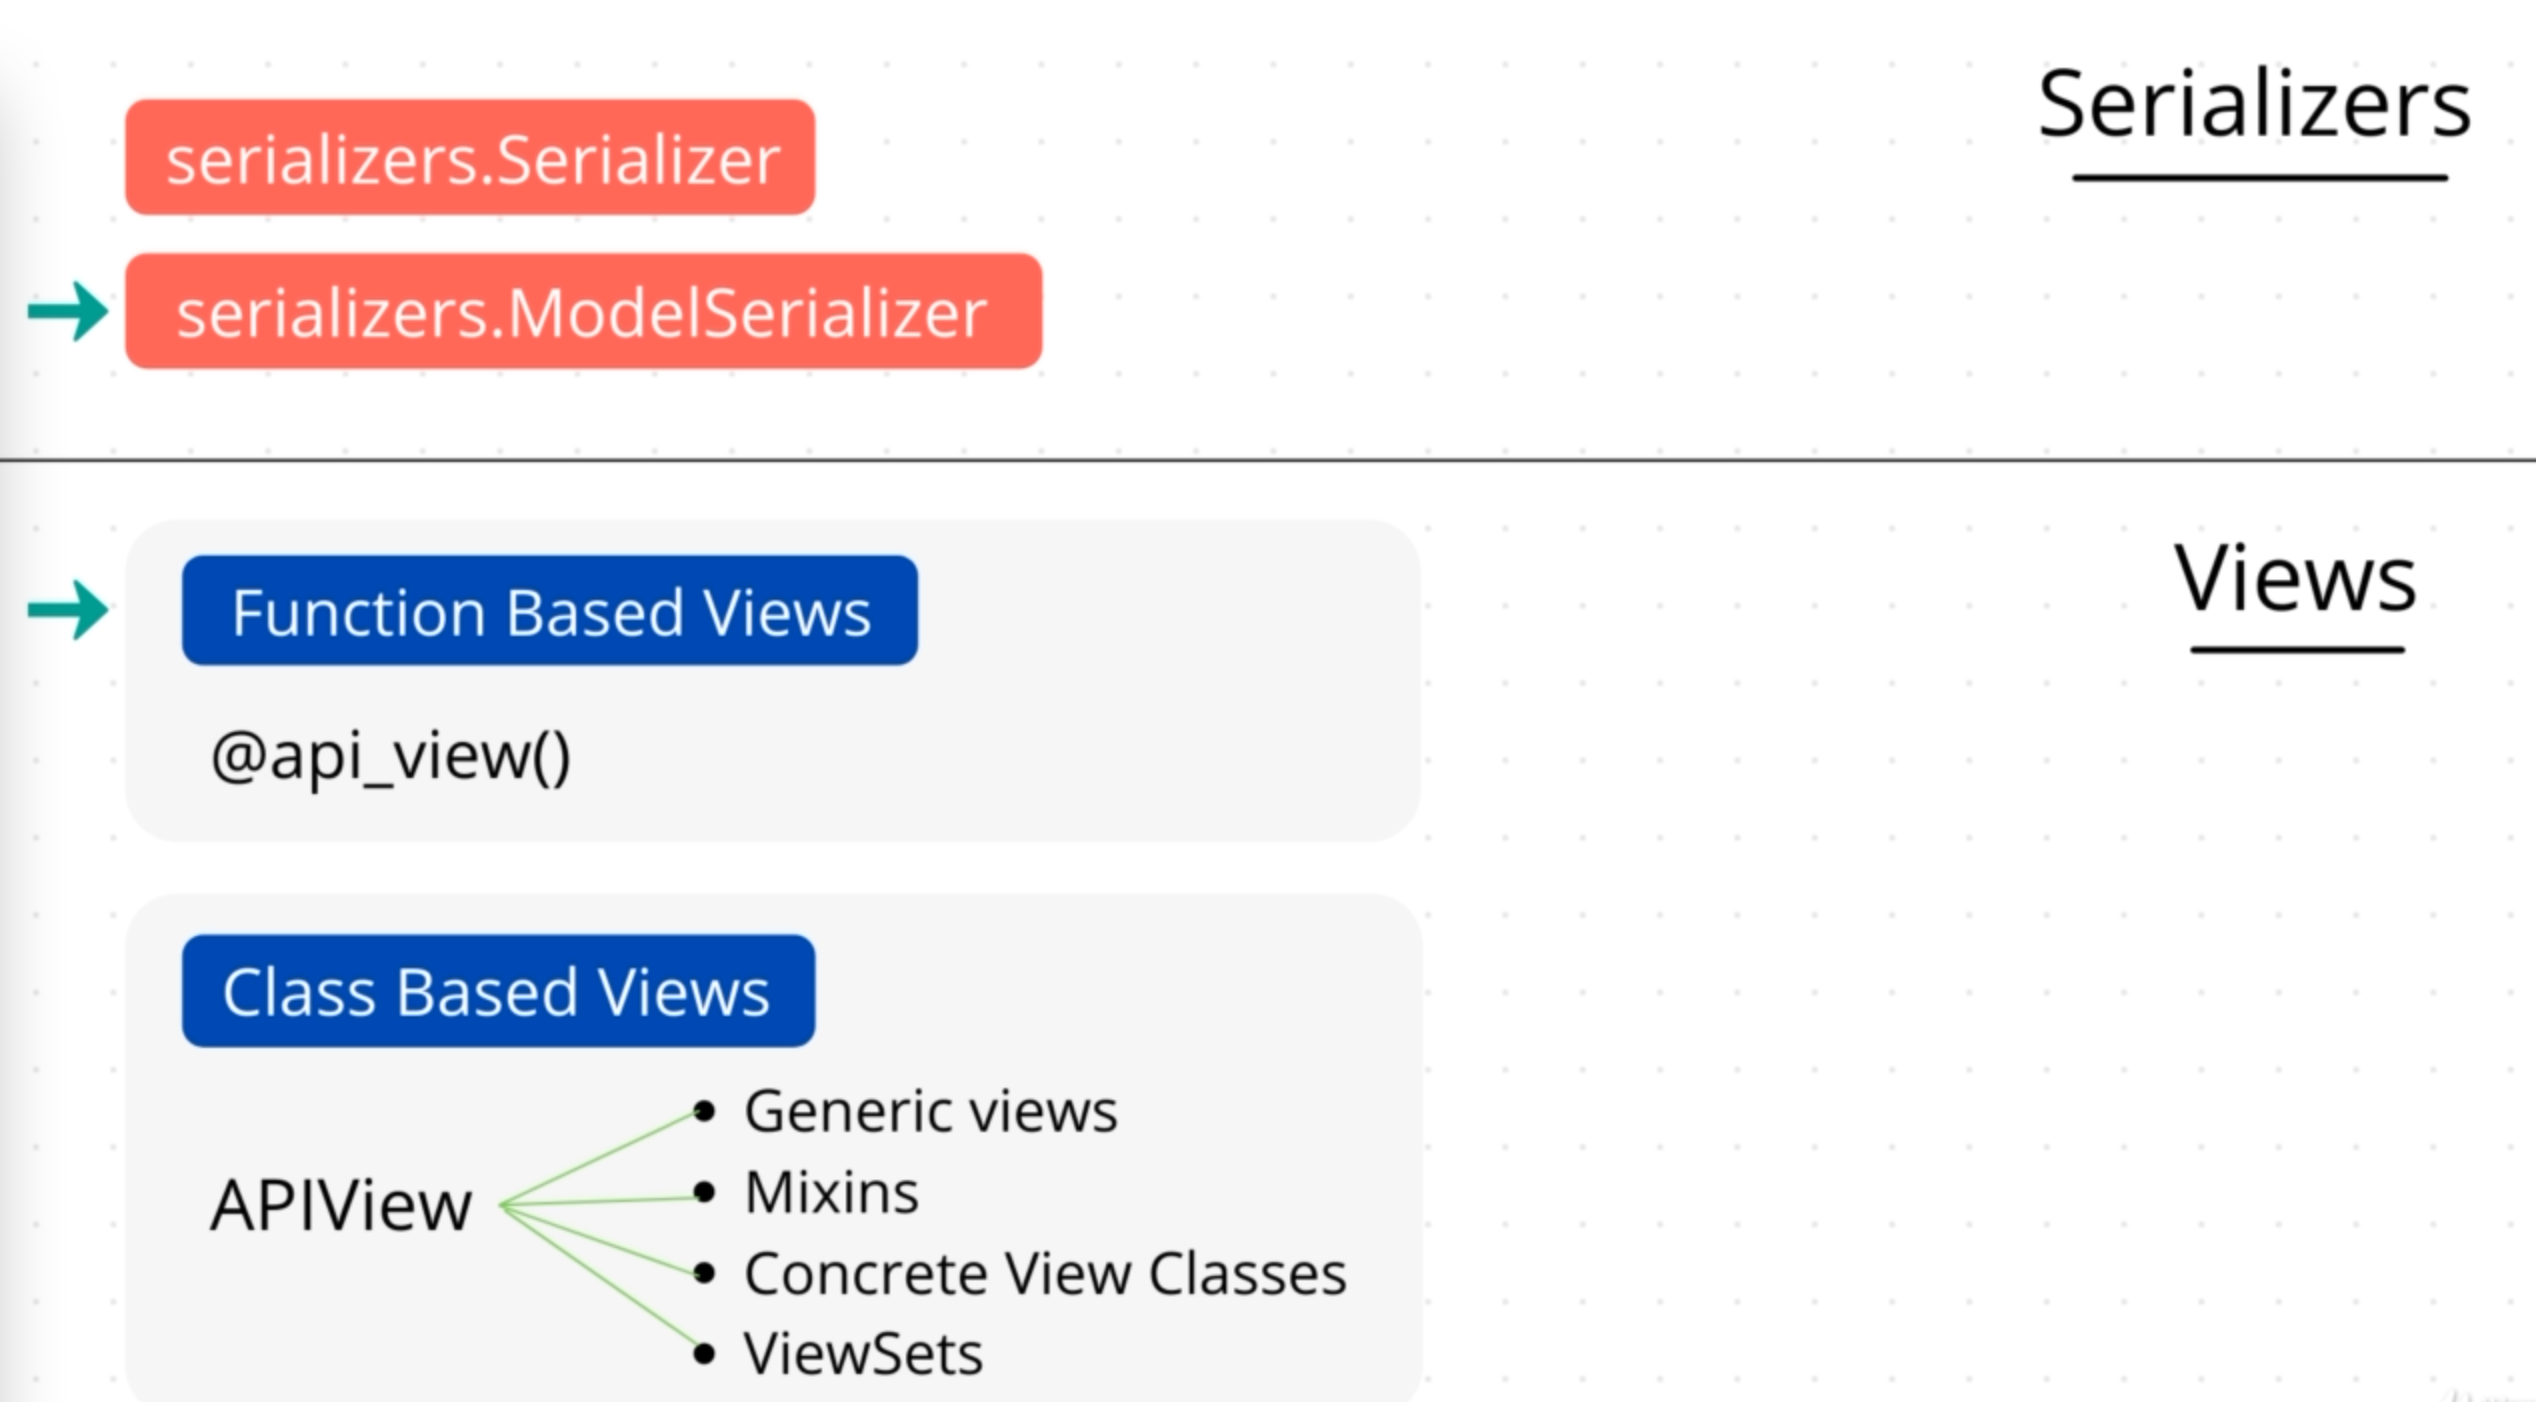 Serializers
serializers.Serializer
serializers.ModelSerializer
Views
Function Based Views
@api_view()
Class Based Views
APIView
Generic views
Mixins
Concrete View Classes
ViewSets